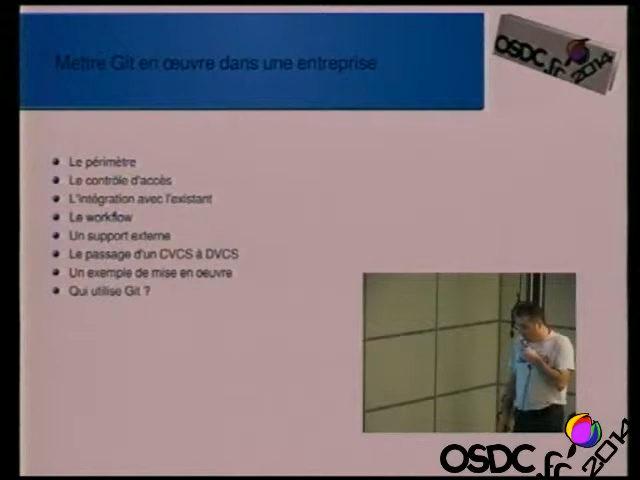 Mettre Git en œuvre dans une entreprise
OSDC.fr 2014
Le périmètre
Le contrôle d'accès
L'intégration avec l'existant
Le workflow
Un support externe
Le passage d'un CVCS à DVCS
Un exemple de mise en oeuvre
Qui utilise Git ?
OSDC.fr 2014